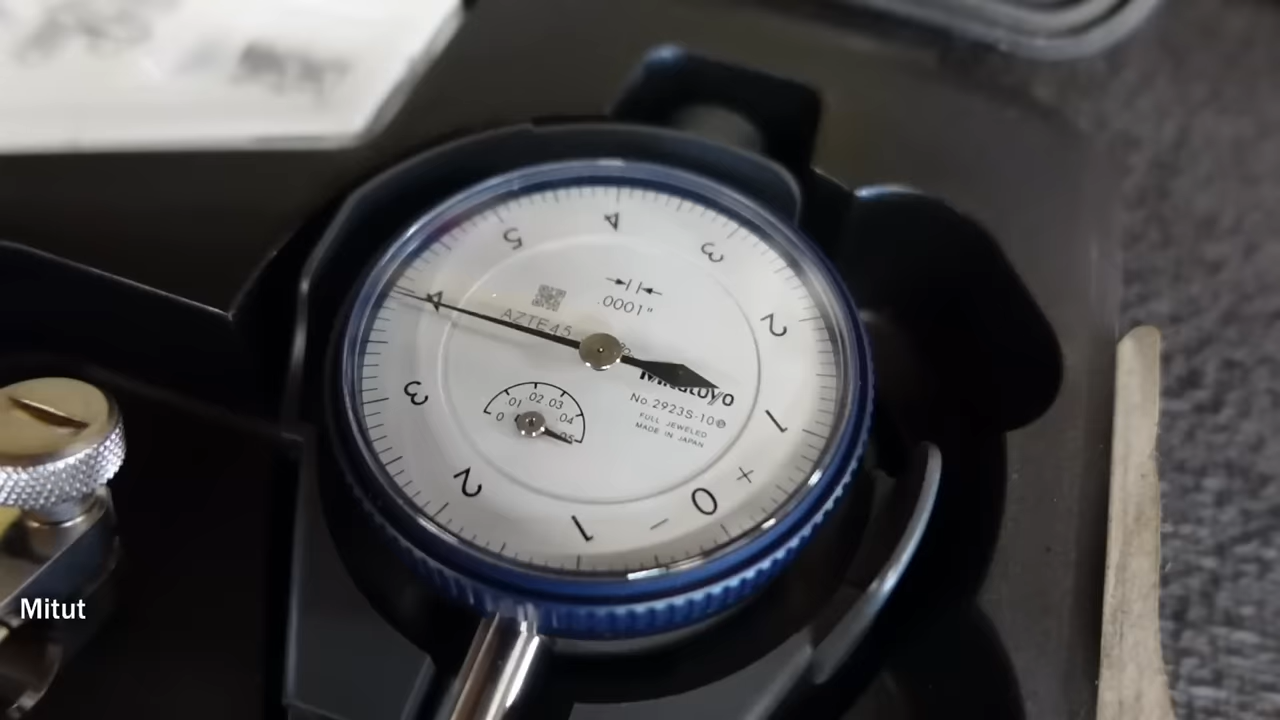 4
5
3
.0001"
4
AZTE45
2
Mitutoyo
No.2923S-10
FULL JEWELED
MADE IN JAPAN
3
0 .01 .02 .03 .04 .05
1
+
2
0
1
−
Mitut